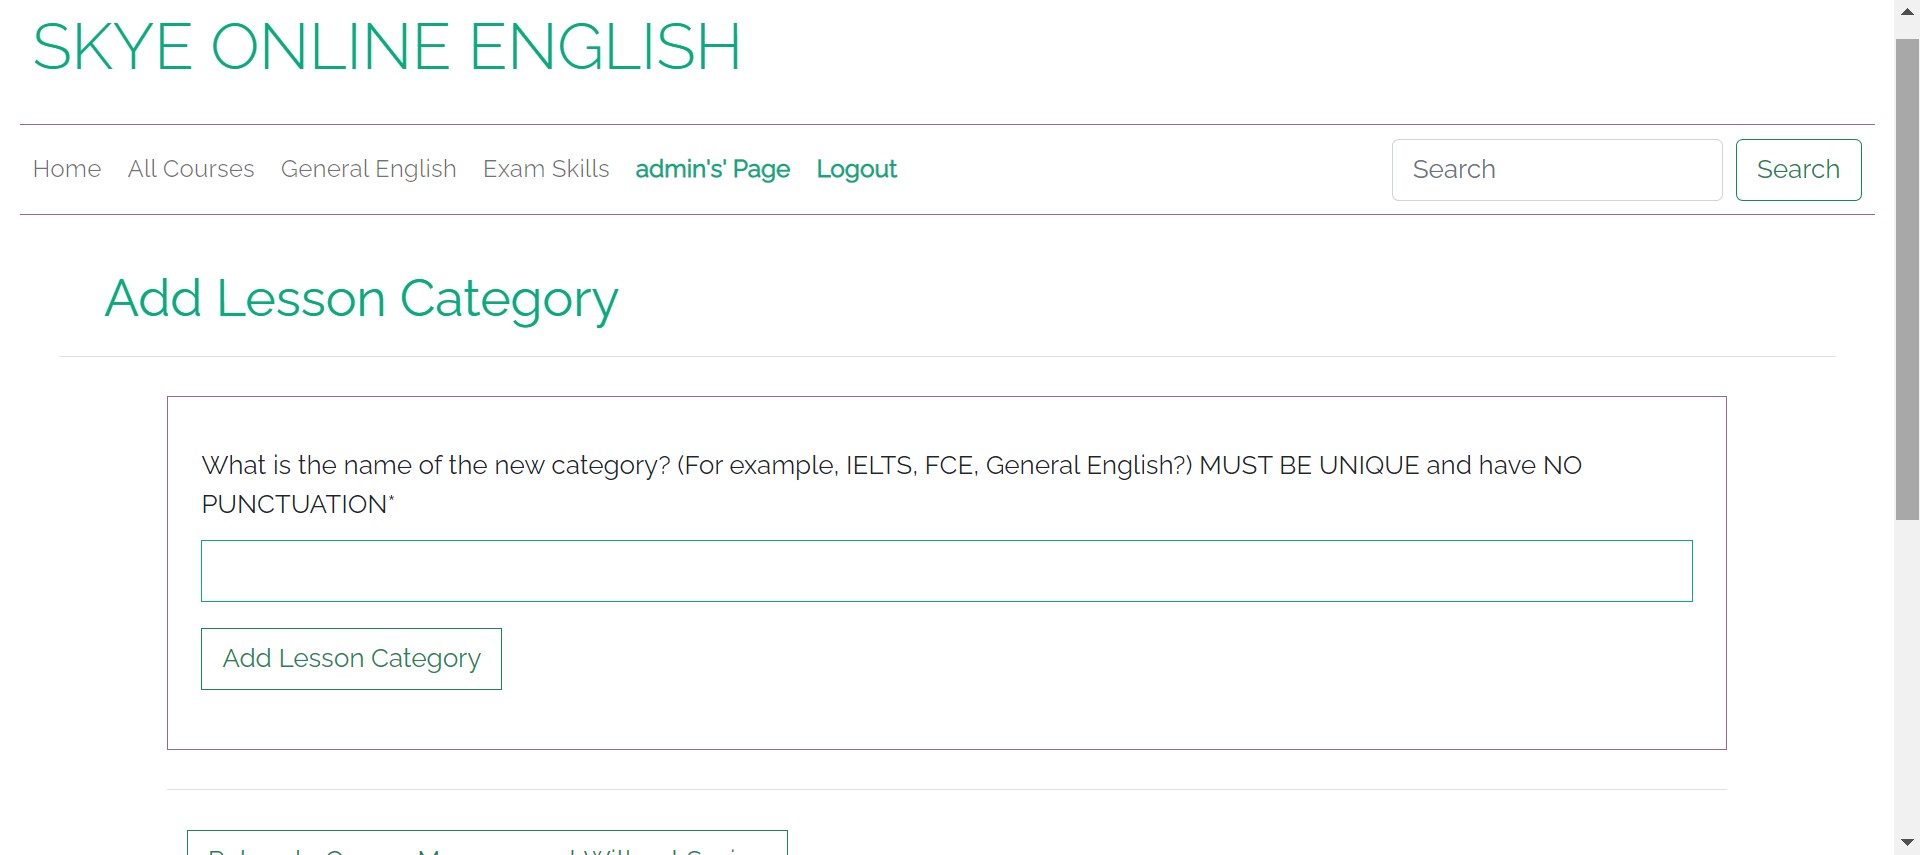 SKYE ONLINE ENGLISH
Home All Courses General English Exam Skills admin's' Page Logout Search Search
Add Lesson Category
What is the name of the new category? (For example, IELTS, FCE, General English?) MUST BE UNIQUE and have NO
PUNCTUATION*
Add Lesson Category